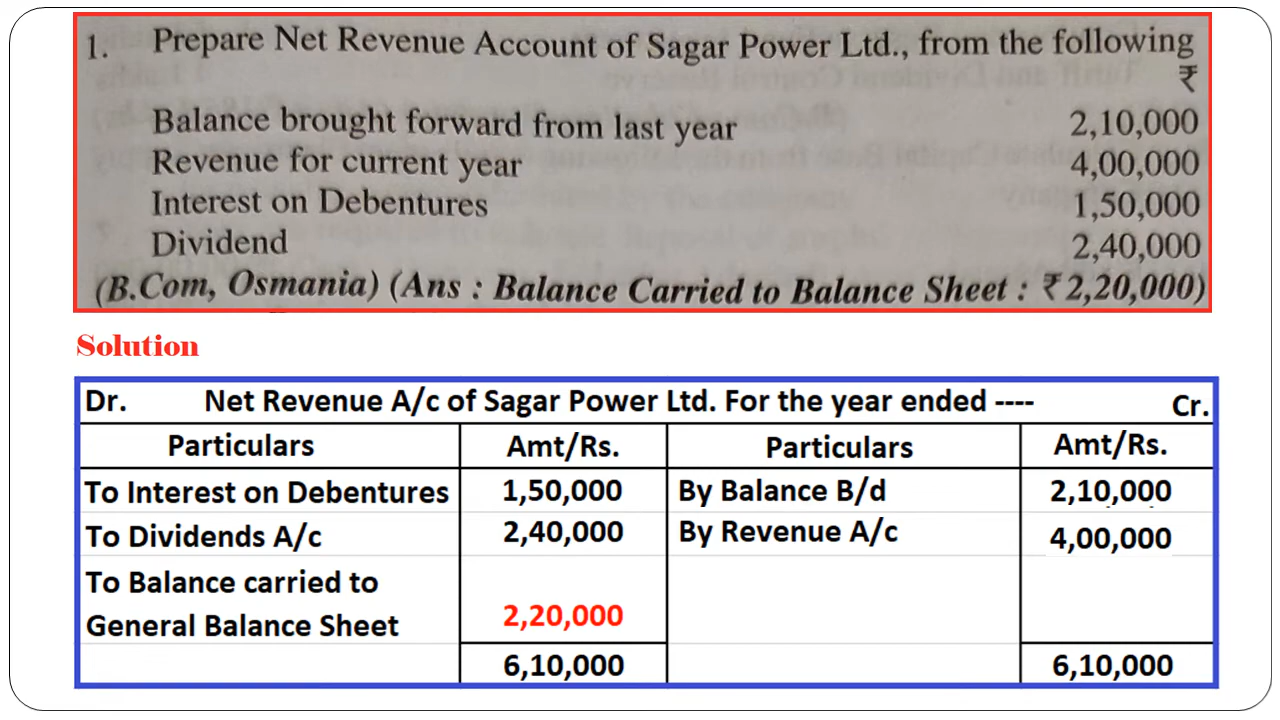 1. Prepare Net Revenue Account of Sagar Power Ltd., from the following
₹
Balance brought forward from last year 2,10,000
Revenue for current year 4,00,000
Interest on Debentures 1,50,000
Dividend 2,40,000
(B.Com, Osmania) (Ans : Balance Carried to Balance Sheet : ₹ 2,20,000)
Solution
Dr. Net Revenue A/c of Sagar Power Ltd. For the year ended ---- Cr.
Particulars Amt/Rs. Particulars Amt/Rs.
To Interest on Debentures 1,50,000 By Balance B/d 2,10,000
To Dividends A/c 2,40,000 By Revenue A/c 4,00,000
To Balance carried to
General Balance Sheet 2,20,000
6,10,000 6,10,000